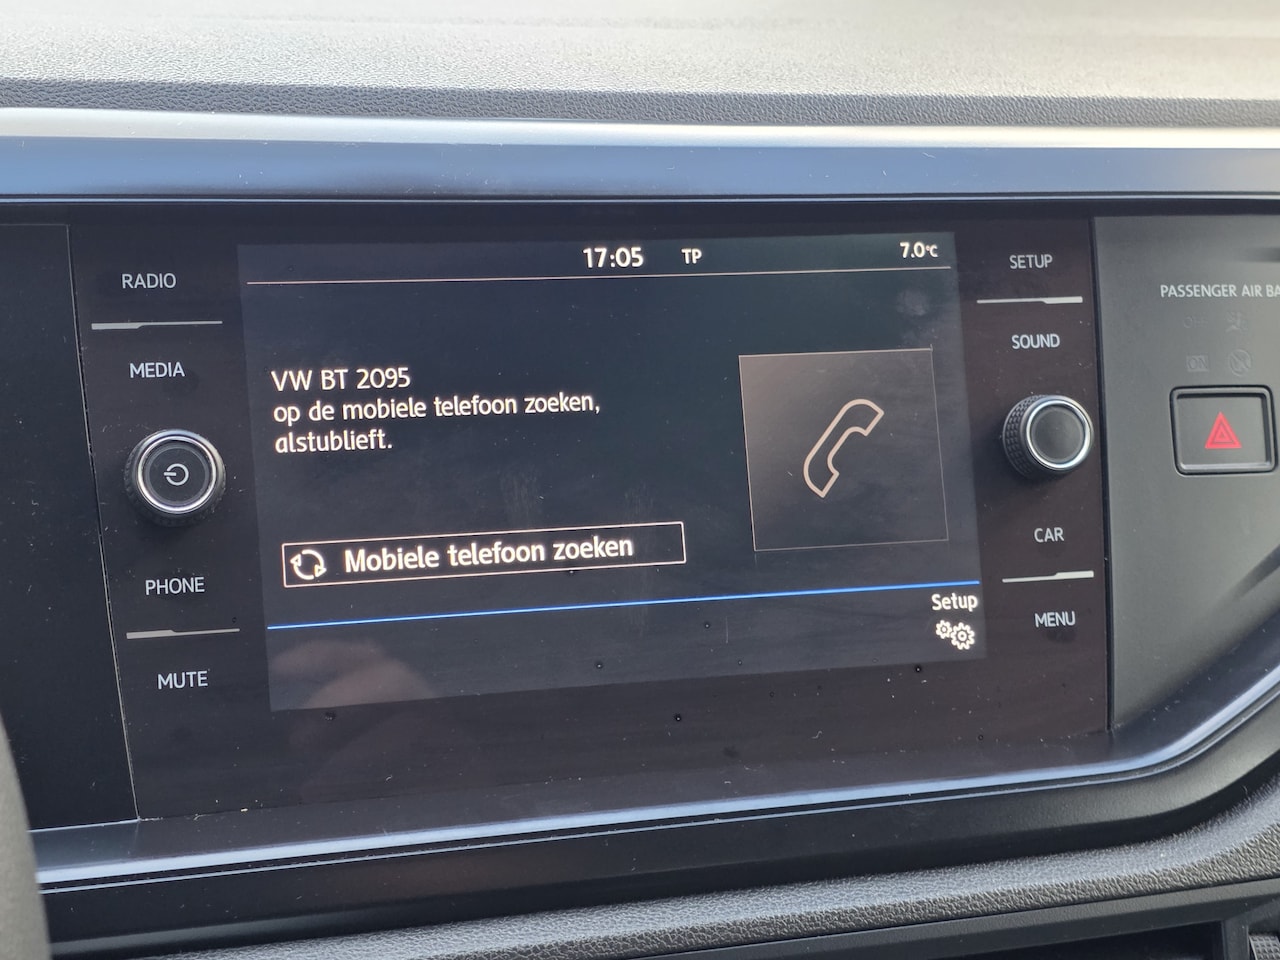 17:05 TP 7.0°C
RADIO
MEDIA
PHONE
MUTE
VW BT 2095
op de mobiele telefoon zoeken,
alstublieft.
Mobiele telefoon zoeken
Setup
SETUP
SOUND
CAR
MENU
PASSENGER AIR BA